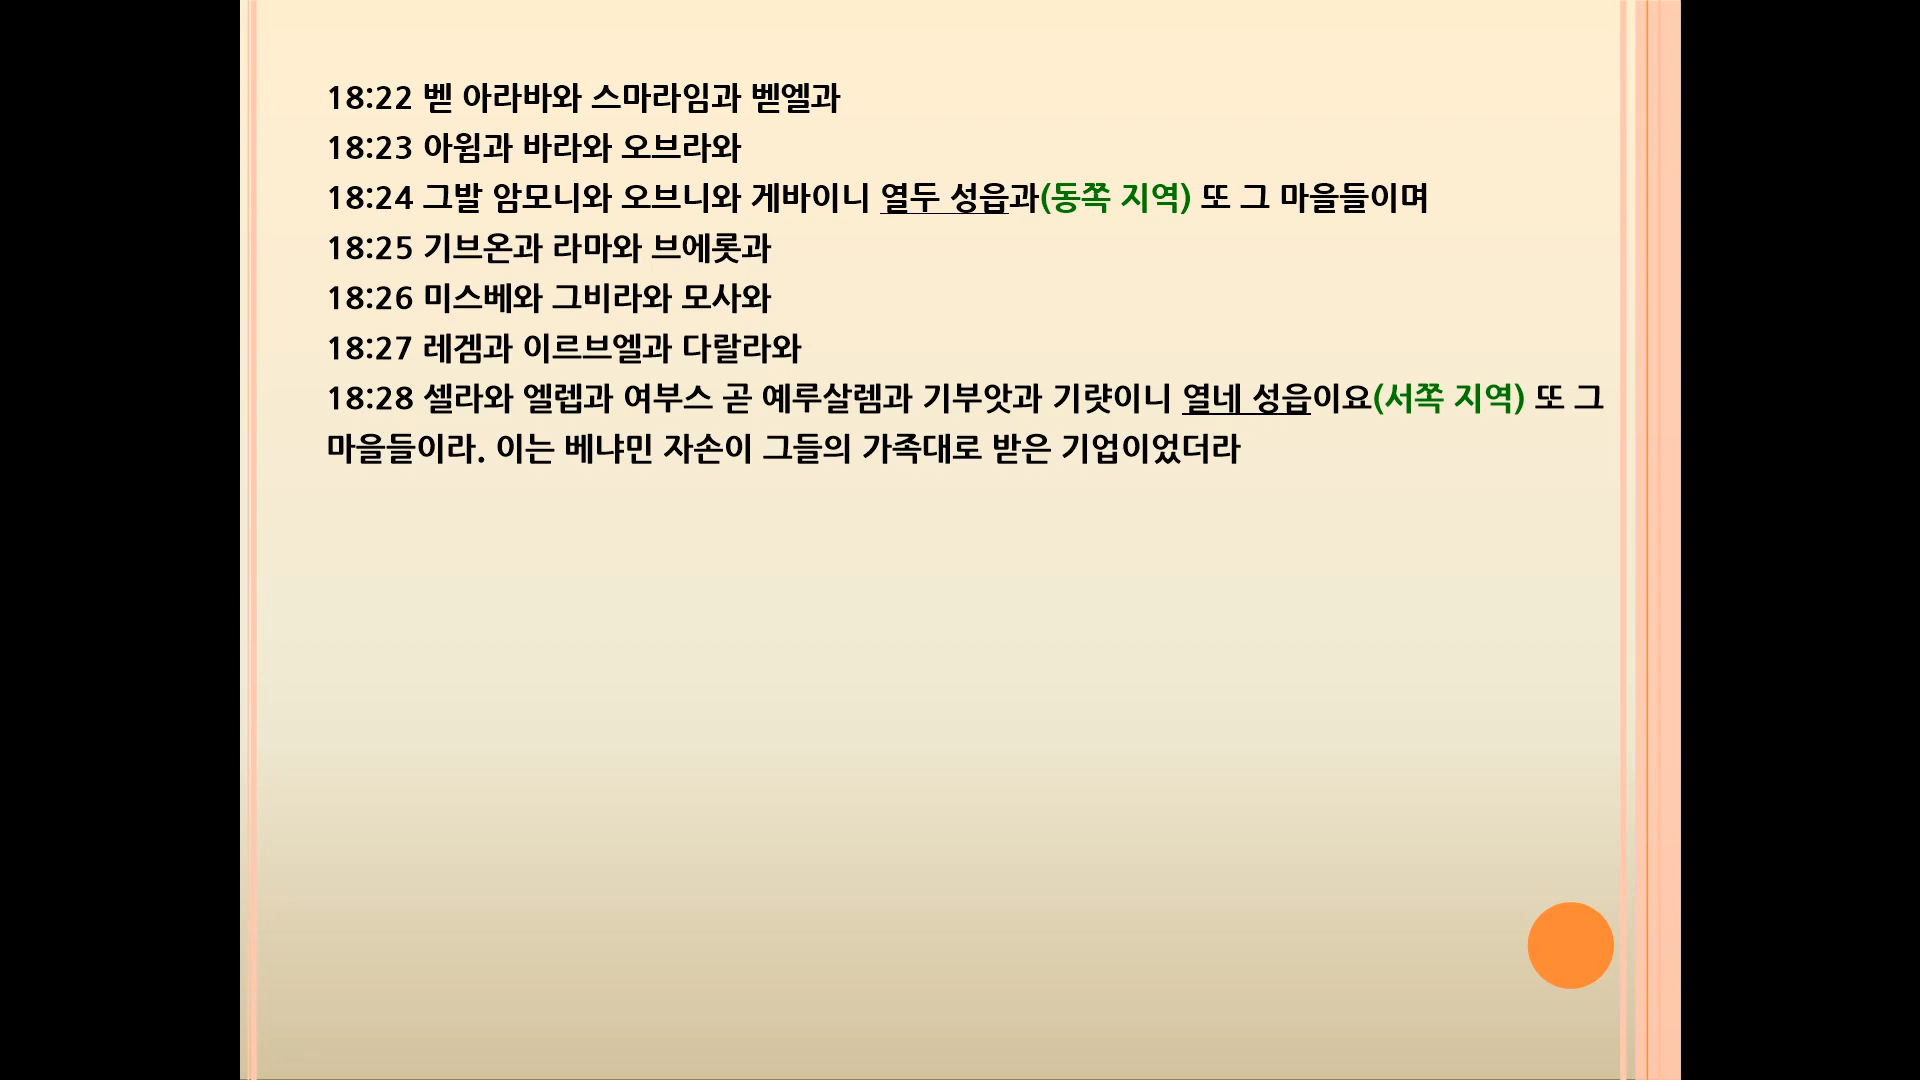 18:22 벧 아라바와 스마라임과 벧엘과
18:23 아윔과 바라와 오브라와
18:24 그발 암모니와 오브니와 게바이니 열두 성읍과(동쪽 지역) 또 그 마을들이며
18:25 기브온과 라마와 브에롯과
18:26 미스베와 그비라와 모사와
18:27 레겜과 이르브엘과 다랄라와
18:28 셀라와 엘렙과 여부스 곧 예루살렘과 기부앗과 기럇이니 열네 성읍이요(서쪽 지역) 또 그
마을들이라. 이는 베냐민 자손이 그들의 가족대로 받은 기업이었더라